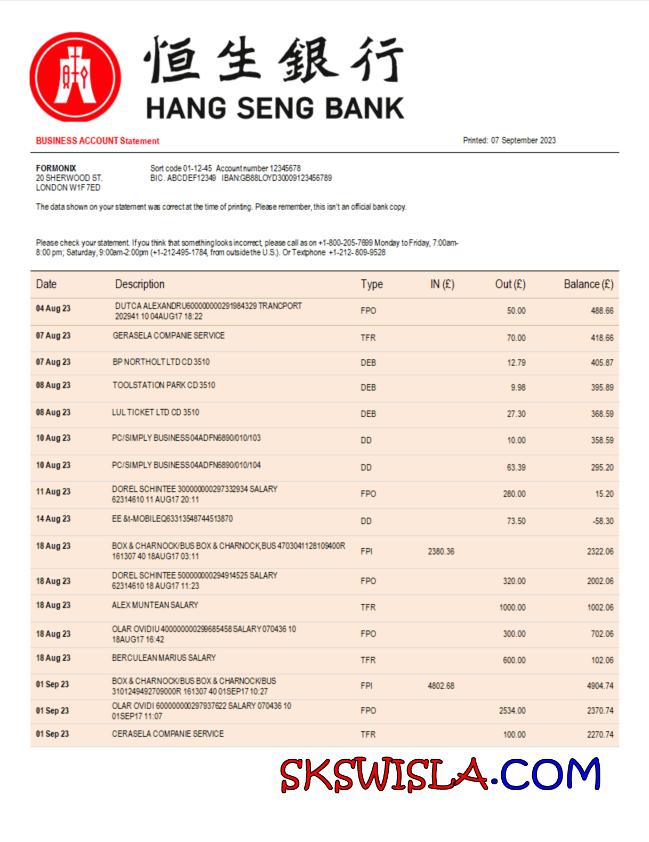 恒生銀行
HANG SENG BANK
BUSINESS ACCOUNT Statement Printed: 07 September 2023
FORMONIX Sort code 01-12-45 Account number 12345678
20 SHERWOOD ST. BIC. ABCDEF12349 IBAN:GB88LOYD30009123456789
LONDON W1F 7ED
The data shown on your statement was correct at the time of printing. Please remember, this isn't an official bank copy.
Please check your statement. If you think that something looks incorrect, please call as on +1-800-205-7699 Monday to Friday, 7:00am-
8:00 pm; Saturday, 9:00am-2:00pm (+1-212-495-1784, from outside the U.S.). Or Textphone +1-212- 809-9528
Date Description Type IN (£) Out (£) Balance (£)
04 Aug 23 DUTCA ALEXANDRU600000000291984329 TRANCPORT
202941 10 04AUG17 18:22 FPO 50.00 488.66
07 Aug 23 GERASELA COMPANIE SERVICE TFR 70.00 418.66
07 Aug 23 BP NORTHOLT LTD CD 3510 DEB 12.79 405.87
08 Aug 23 TOOLSTATION PARK CD 3510 DEB 9.98 395.89
08 Aug 23 LUL TICKET LTD CD 3510 DEB 27.30 368.59
10 Aug 23 PC/SIMPLY BUSINESS04ADFN6890/010/103 DD 10.00 358.59
10 Aug 23 PC/SIMPLY BUSINESS04ADFN6890/010/104 DD 63.39 295.20
11 Aug 23 DOREL SCHINTEE 300000000297332934 SALARY
62314610 11 AUG17 20:11 FPO 280.00 15.20
14 Aug 23 EE &t-MOBILEQ63313548744513870 DD 73.50 -58.30
18 Aug 23 BOX & CHARNOCK/BUS BOX & CHARNOCK,BUS 4703041128109400R
161307 40 18AUG17 03:11 FPI 2380.36 2322.06
18 Aug 23 DOREL SCHINTEE 500000000294914525 SALARY
62314610 18 AUG17 11:23 FPO 320.00 2002.06
18 Aug 23 ALEX MUNTEAN SALARY TFR 1000.00 1002.06
18 Aug 23 OLAR OVIDIU 400000000299685458 SALARY 070436 10
18AUG17 16:42 FPO 300.00 702.06
18 Aug 23 BERCULEAN MARIUS SALARY TFR 600.00 102.06
01 Sep 23 BOX & CHARNOCK/BUS BOX & CHARNOCK/BUS
3101249492709000R 161307 40 01SEP17 10:27 FPI 4802.68 4904.74
01 Sep 23 OLAR OVIDI 600000000297937622 SALARY 070436 10
01SEP17 11:07 FPO 2534.00 2370.74
01 Sep 23 CERASELA COMPANIE SERVICE TFR 100.00 2270.74
SKSWISLA.COM